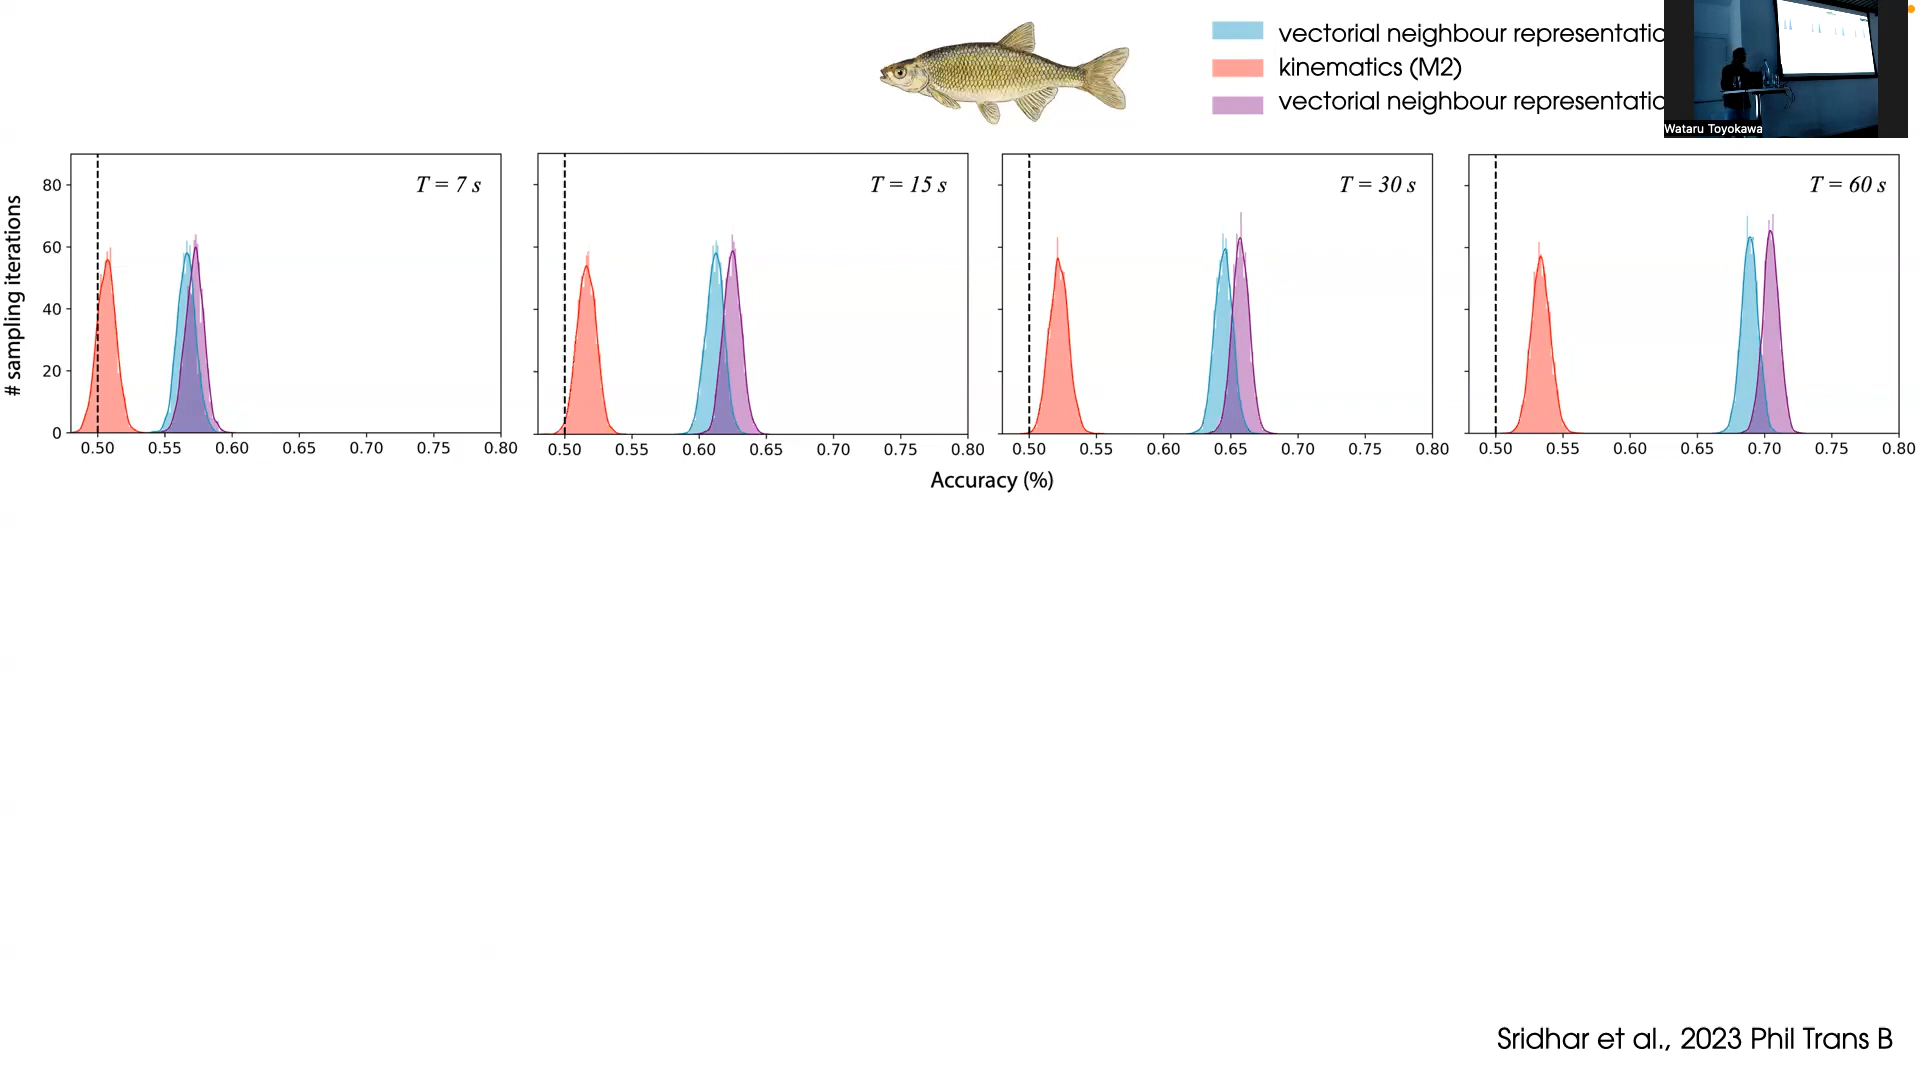 vectorial neighbour representatio
kinematics (M2)
vectorial neighbour representatio
Wataru Toyokawa
# sampling iterations
80
60
40
20
0
T = 7 s
T = 15 s
T = 30 s
T = 60 s
0.50 0.55 0.60 0.65 0.70 0.75 0.80
0.50 0.55 0.60 0.65 0.70 0.75 0.80
0.50 0.55 0.60 0.65 0.70 0.75 0.80
0.50 0.55 0.60 0.65 0.70 0.75 0.80
Accuracy (%)
Sridhar et al., 2023 Phil Trans B